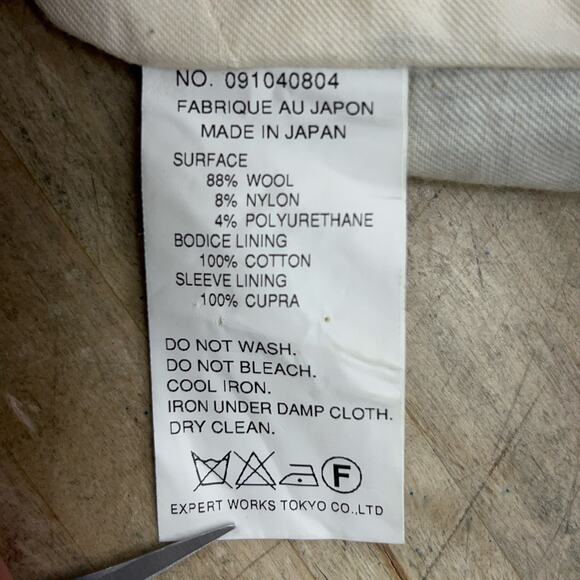 NO. 091040804
FABRIQUE AU JAPON
MADE IN JAPAN
SURFACE
88% WOOL
8% NYLON
4% POLYURETHANE
BODICE LINING
100% COTTON
SLEEVE LINING
100% CUPRA
DO NOT WASH.
DO NOT BLEACH.
COOL IRON.
IRON UNDER DAMP CLOTH.
DRY CLEAN.
F
EXPERT WORKS TOKYO CO.,LTD